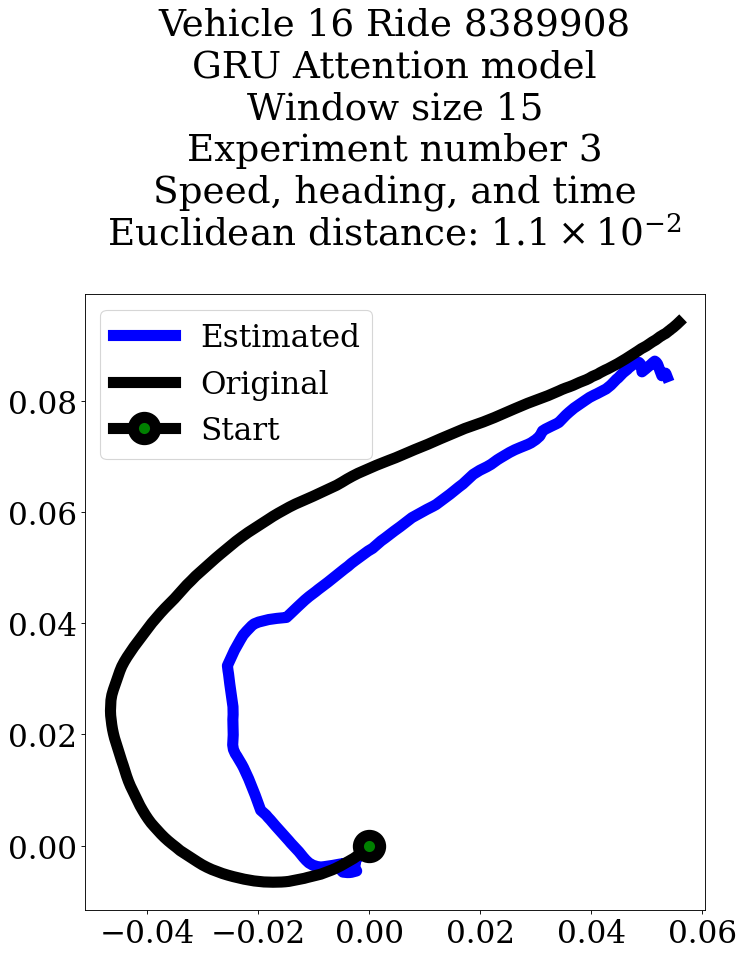 Vehicle 16 Ride 8389908
GRU Attention model
Window size 15
Experiment number 3
Speed, heading, and time
Euclidean distance: 1.1 × 10⁻²
Estimated
Original
Start
0.08
0.06
0.04
0.02
0.00
−0.04 −0.02 0.00 0.02 0.04 0.06